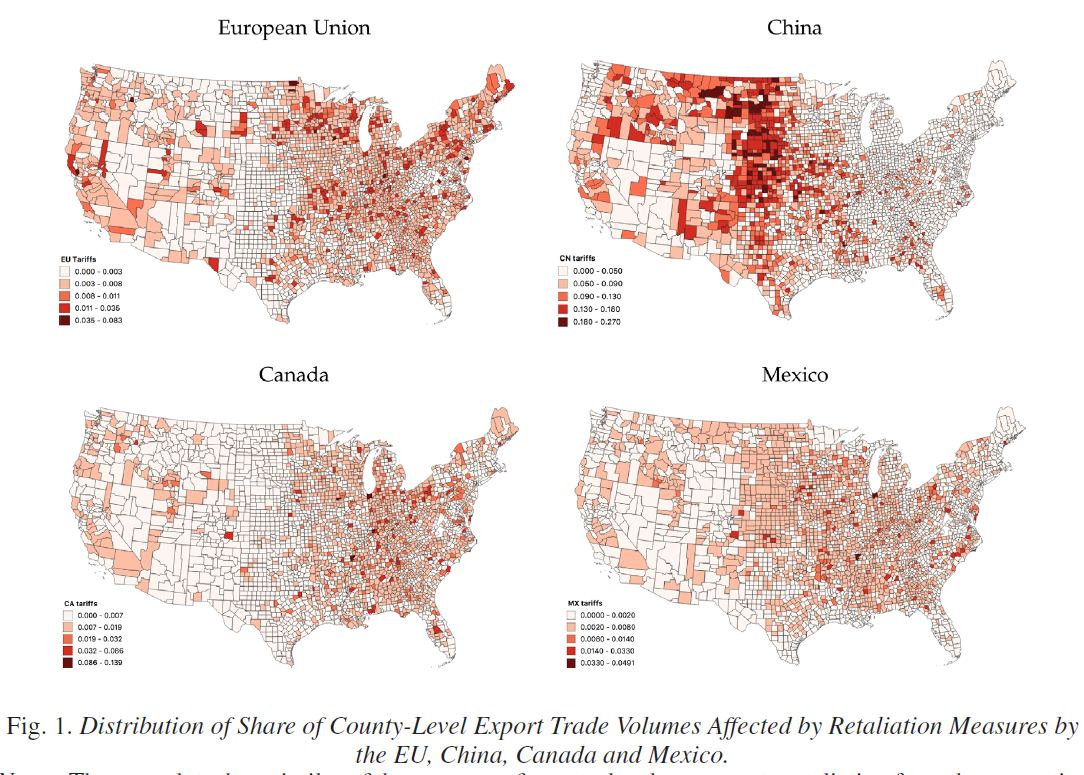 European Union
China
EU Tariffs
0.000 - 0.003
0.003 - 0.008
0.008 - 0.011
0.011 - 0.035
0.035 - 0.083
CN tariffs
0.000 - 0.050
0.050 - 0.090
0.090 - 0.130
0.130 - 0.180
0.180 - 0.270
Canada
Mexico
CA tariffs
0.000 - 0.007
0.007 - 0.019
0.019 - 0.032
0.032 - 0.086
0.086 - 0.139
MX tariffs
0.0000 - 0.0020
0.0020 - 0.0080
0.0080 - 0.0140
0.0140 - 0.0330
0.0330 - 0.0491
Fig. 1. Distribution of Share of County-Level Export Trade Volumes Affected by Retaliation Measures by
the EU, China, Canada and Mexico.